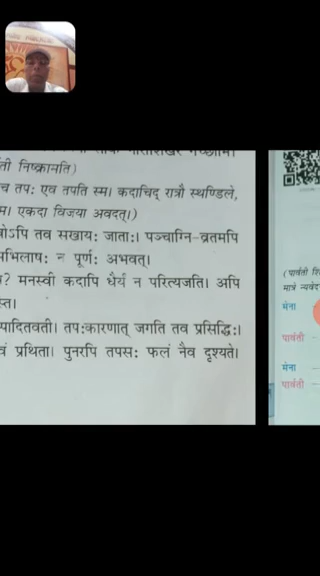 ती निष्क्रामति)
च तप: एव तपति स्म। कदाचिद् रात्रौ स्थण्डिले,
म। एकदा विजया अवदत्।)
वोऽपि तव सखाय: जाता:। पञ्चाग्नि-व्रतमपि
भिलाष: न पूर्ण: अभवत्।
? मनस्वी कदापि धैर्यं न परित्यजति। अपि
स्त।
पादितवती। तप:कारणात् जगति तव प्रसिद्धि:।
वं प्रथिता। पुनरपि तपस: फलं नैव दृश्यते।
(पार्वती
मात्रे
मेना
पार्वती -
मेना -
पार्वती -